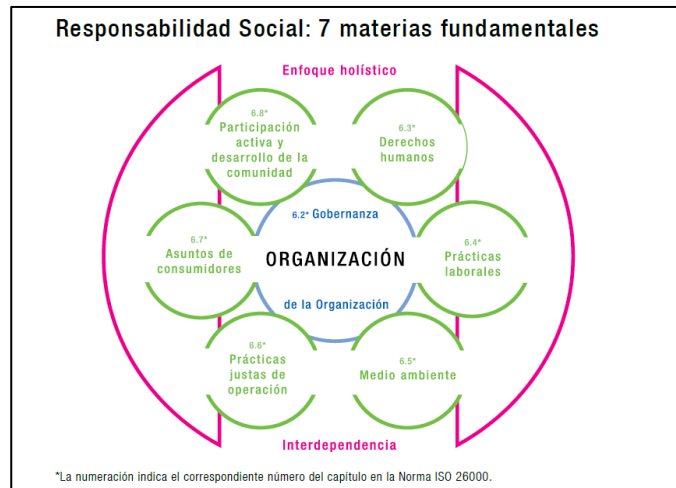 Responsabilidad Social: 7 materias fundamentales
Enfoque holístico
6.8*
Participación
activa y
desarrollo de la
comunidad
6.3*
Derechos
humanos
6.2* Gobernanza
6.7*
Asuntos de
consumidores
ORGANIZACIÓN
6.4*
Prácticas
laborales
de la Organización
6.6*
Prácticas
justas de
operación
6.5*
Medio ambiente
Interdependencia
*La numeración indica el correspondiente número del capítulo en la Norma ISO 26000.